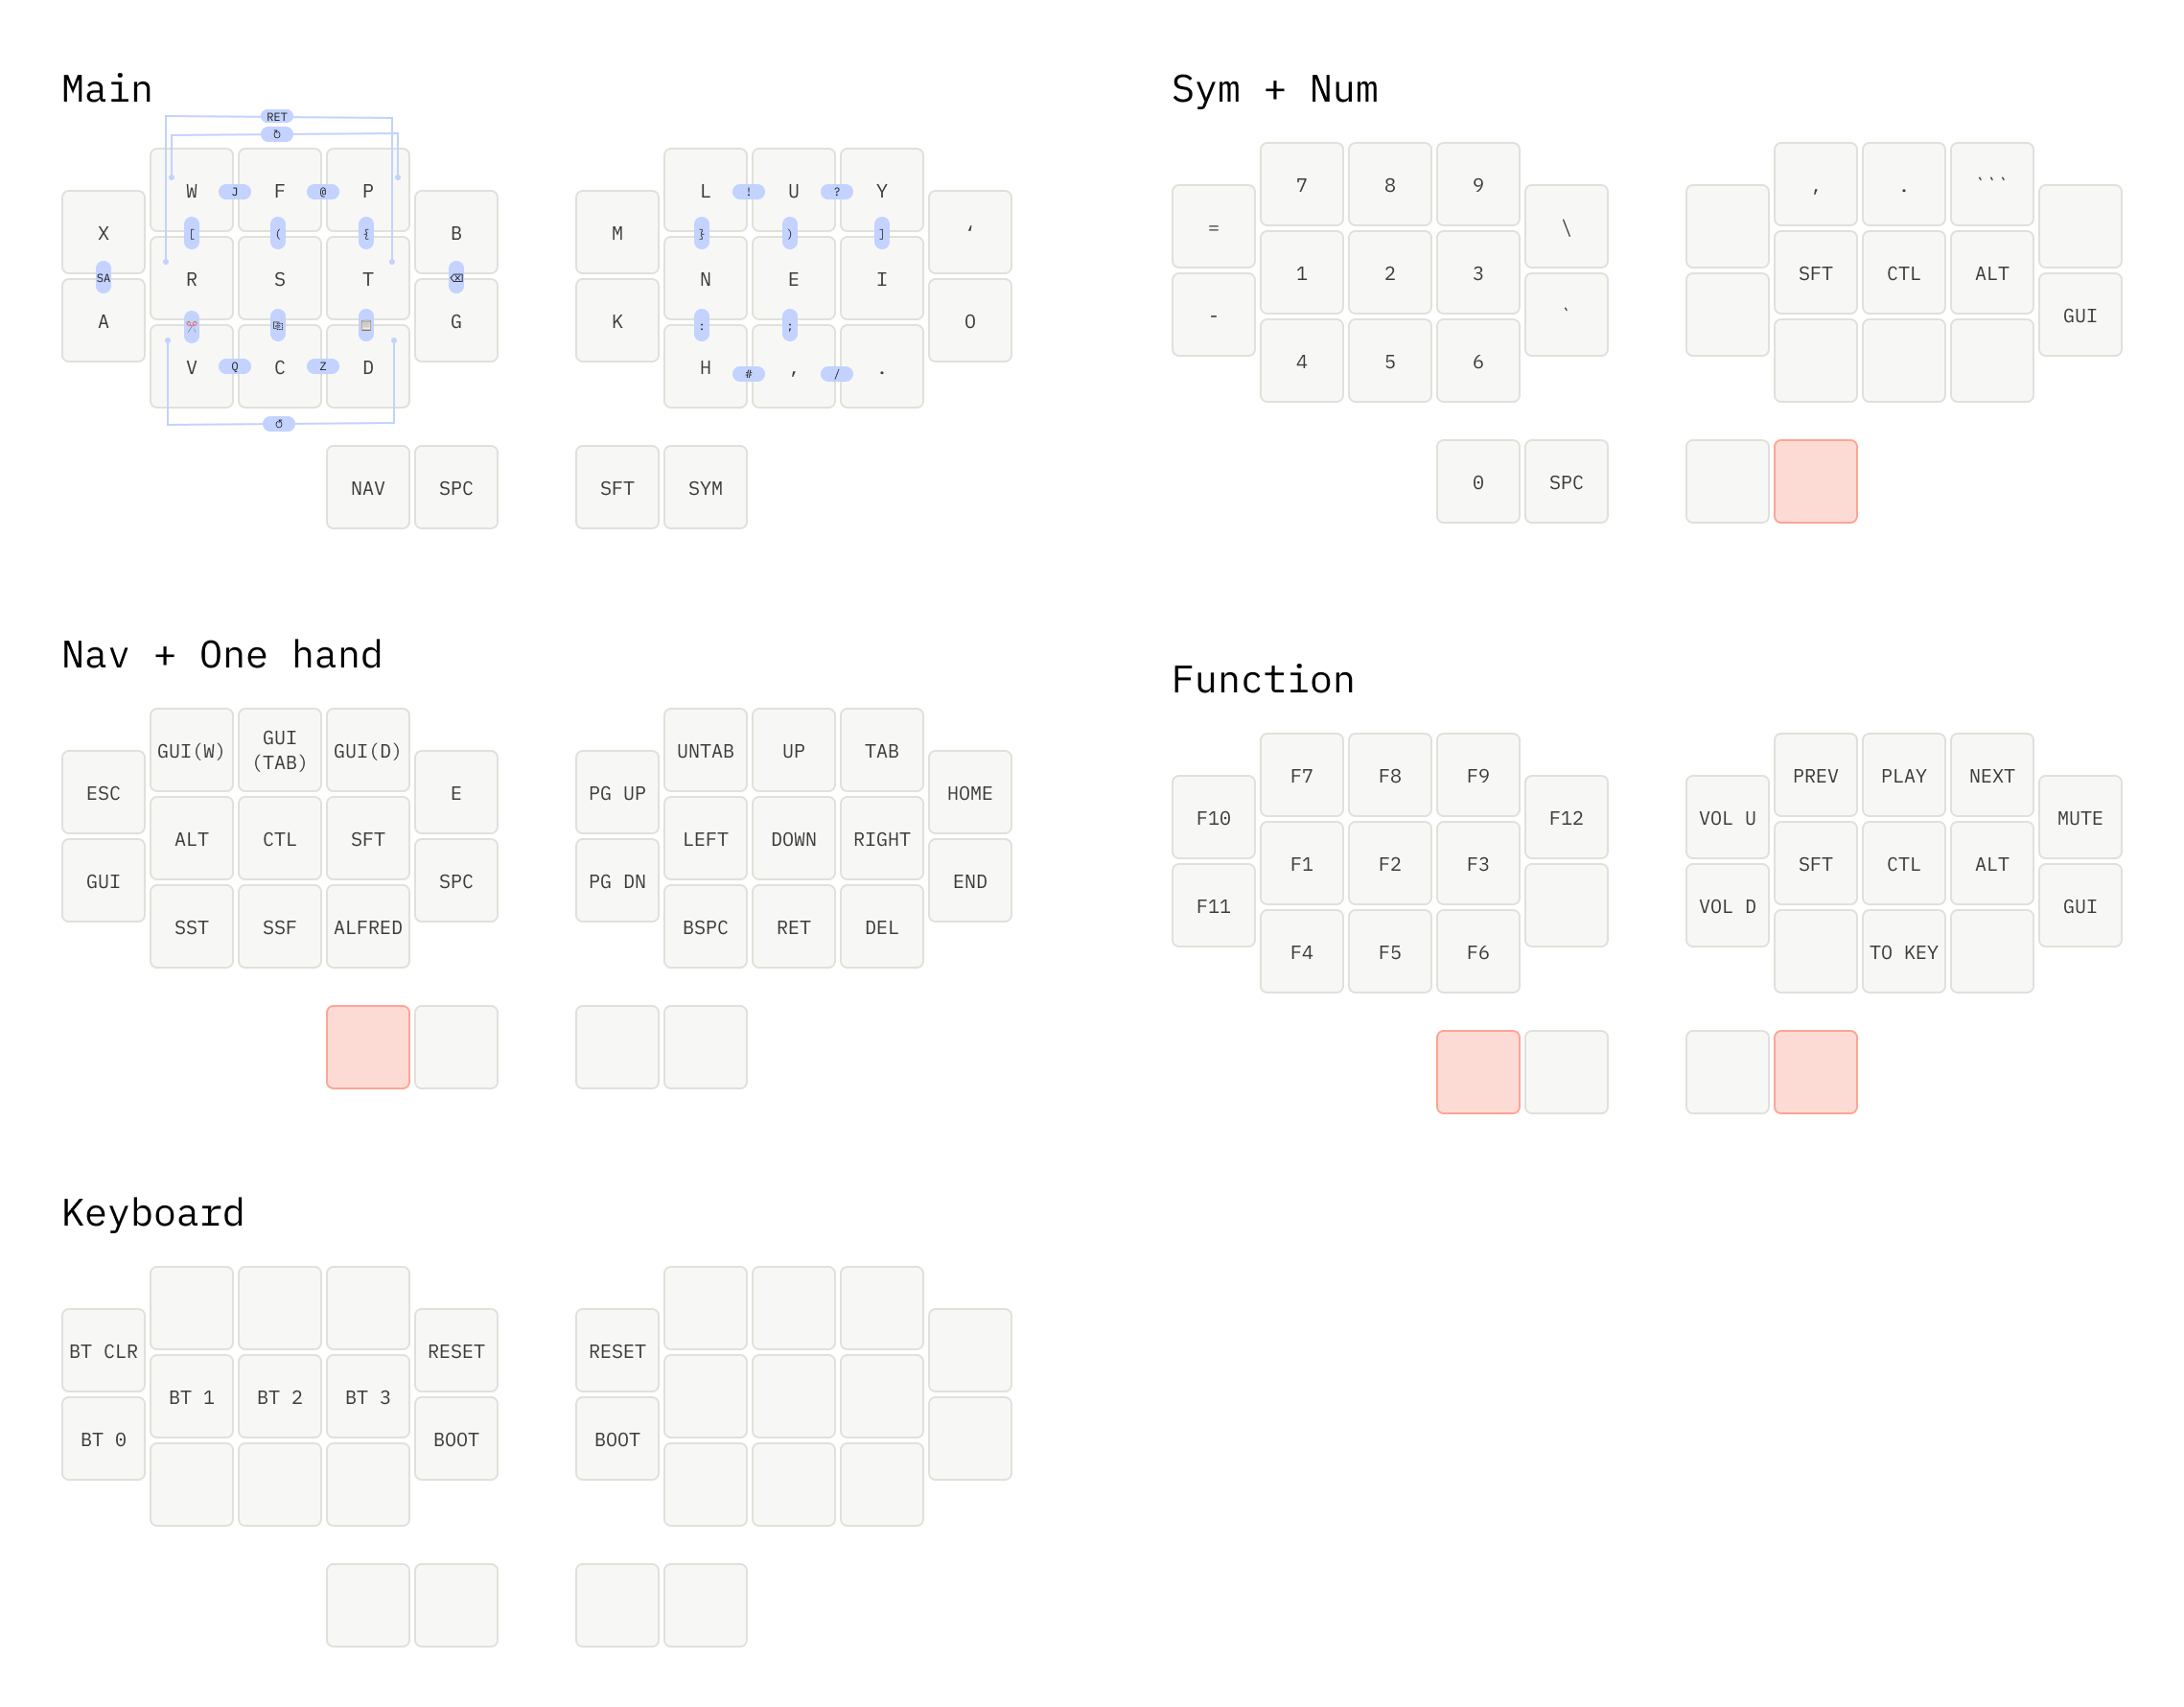 Main
RET
↻
W J F @ P
L ! U ? Y
X
[ ( {
B
M
} ) ]
‘
SA
R S T
⌫
N E I
A
G
K
O
: ;
V Q C Z D
H # , / .
↺
NAV SPC
SFT SYM
Sym + Num
7 8 9
, . ```
=
\
1 2 3
SFT CTL ALT
-
`
GUI
4 5 6
0 SPC
Nav + One hand
GUI(W) GUI (TAB) GUI(D)
UNTAB UP TAB
ESC
E
PG UP
HOME
ALT CTL SFT
LEFT DOWN RIGHT
GUI
SPC
PG DN
END
SST SSF ALFRED
BSPC RET DEL
Function
F7 F8 F9
PREV PLAY NEXT
F10
F12
VOL U
MUTE
F1 F2 F3
SFT CTL ALT
F11
VOL D
GUI
F4 F5 F6
TO KEY
Keyboard
BT CLR
RESET
RESET
BT 1 BT 2 BT 3
BT 0
BOOT
BOOT